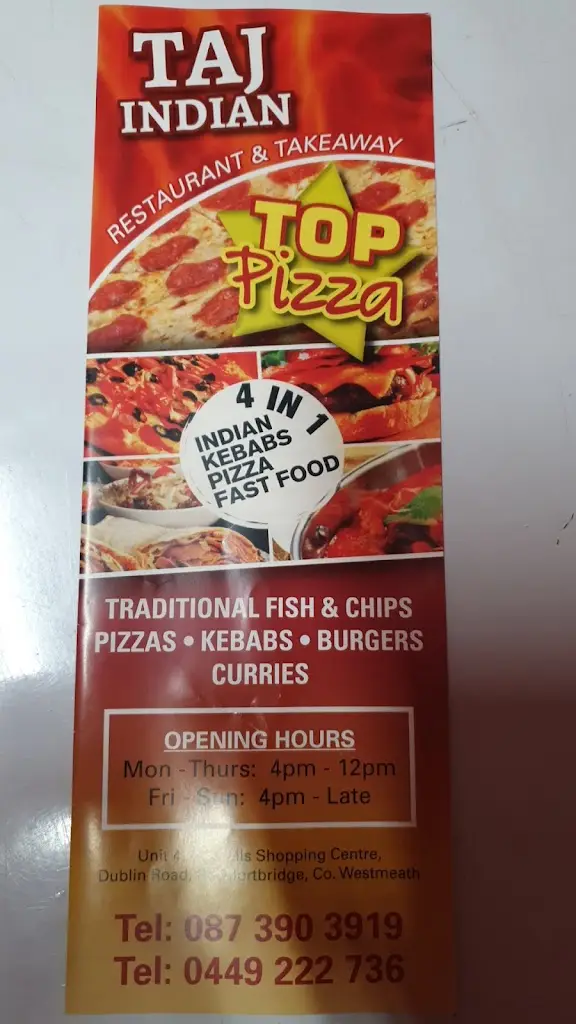 TAJ
INDIAN
RESTAURANT & TAKEAWAY
TOP
Pizza
4 IN 1
INDIAN
KEBABS
PIZZA
FAST FOOD
TRADITIONAL FISH & CHIPS
PIZZAS • KEBABS • BURGERS
CURRIES
OPENING HOURS
Mon - Thurs: 4pm - 12pm
Fri - Sun: 4pm - Late
Unit Shopping Centre,
Dublin Road, Co. Westmeath
Tel: 087 390 3919
Tel: 0449 222 736